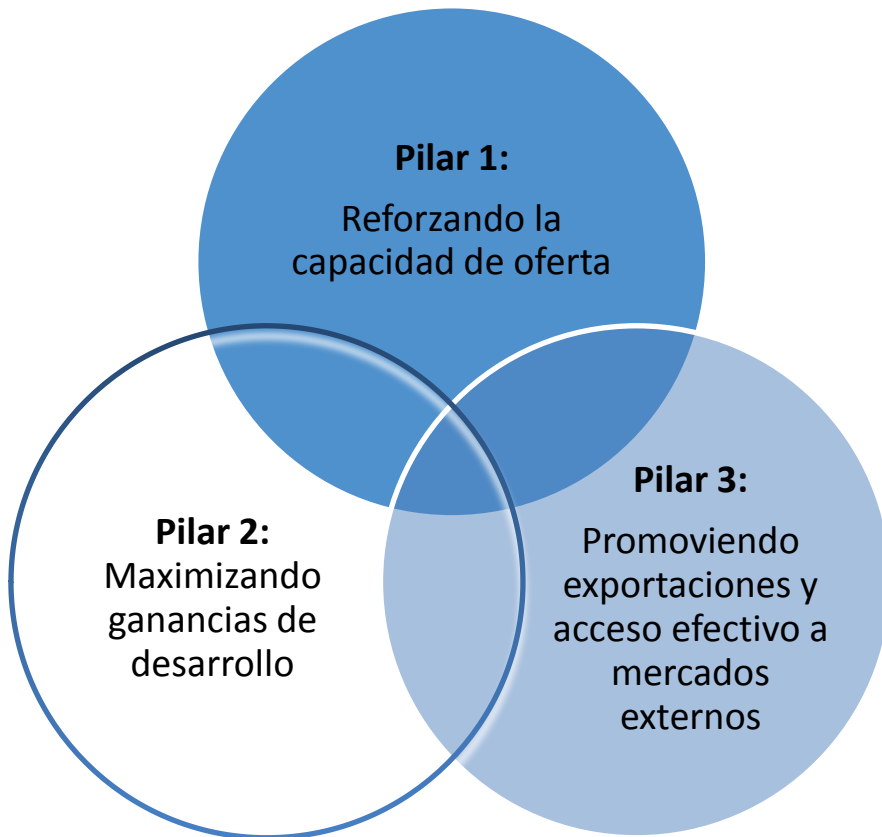 Pilar 1:
Reforzando la
capacidad de oferta
Pilar 2:
Maximizando
ganancias de
desarrollo
Pilar 3:
Promoviendo
exportaciones y
acceso efectivo a
mercados
externos